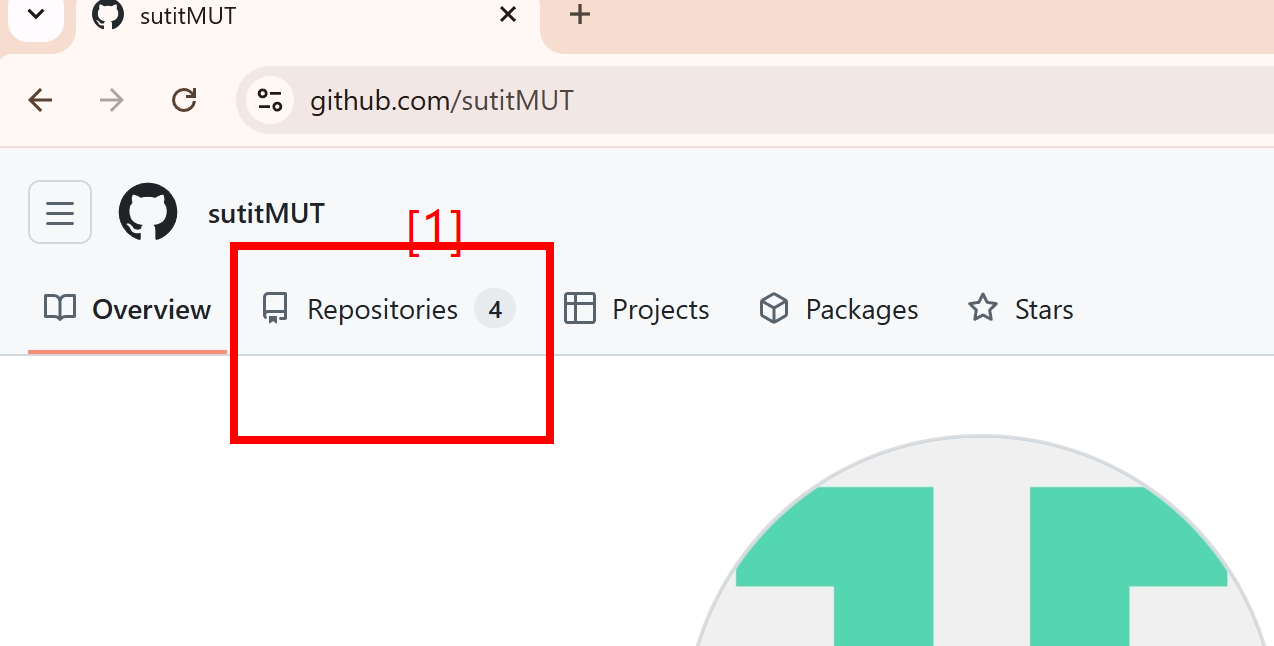 sutitMUT
github.com/sutitMUT
sutitMUT
[1]
Overview Repositories 4 Projects Packages Stars